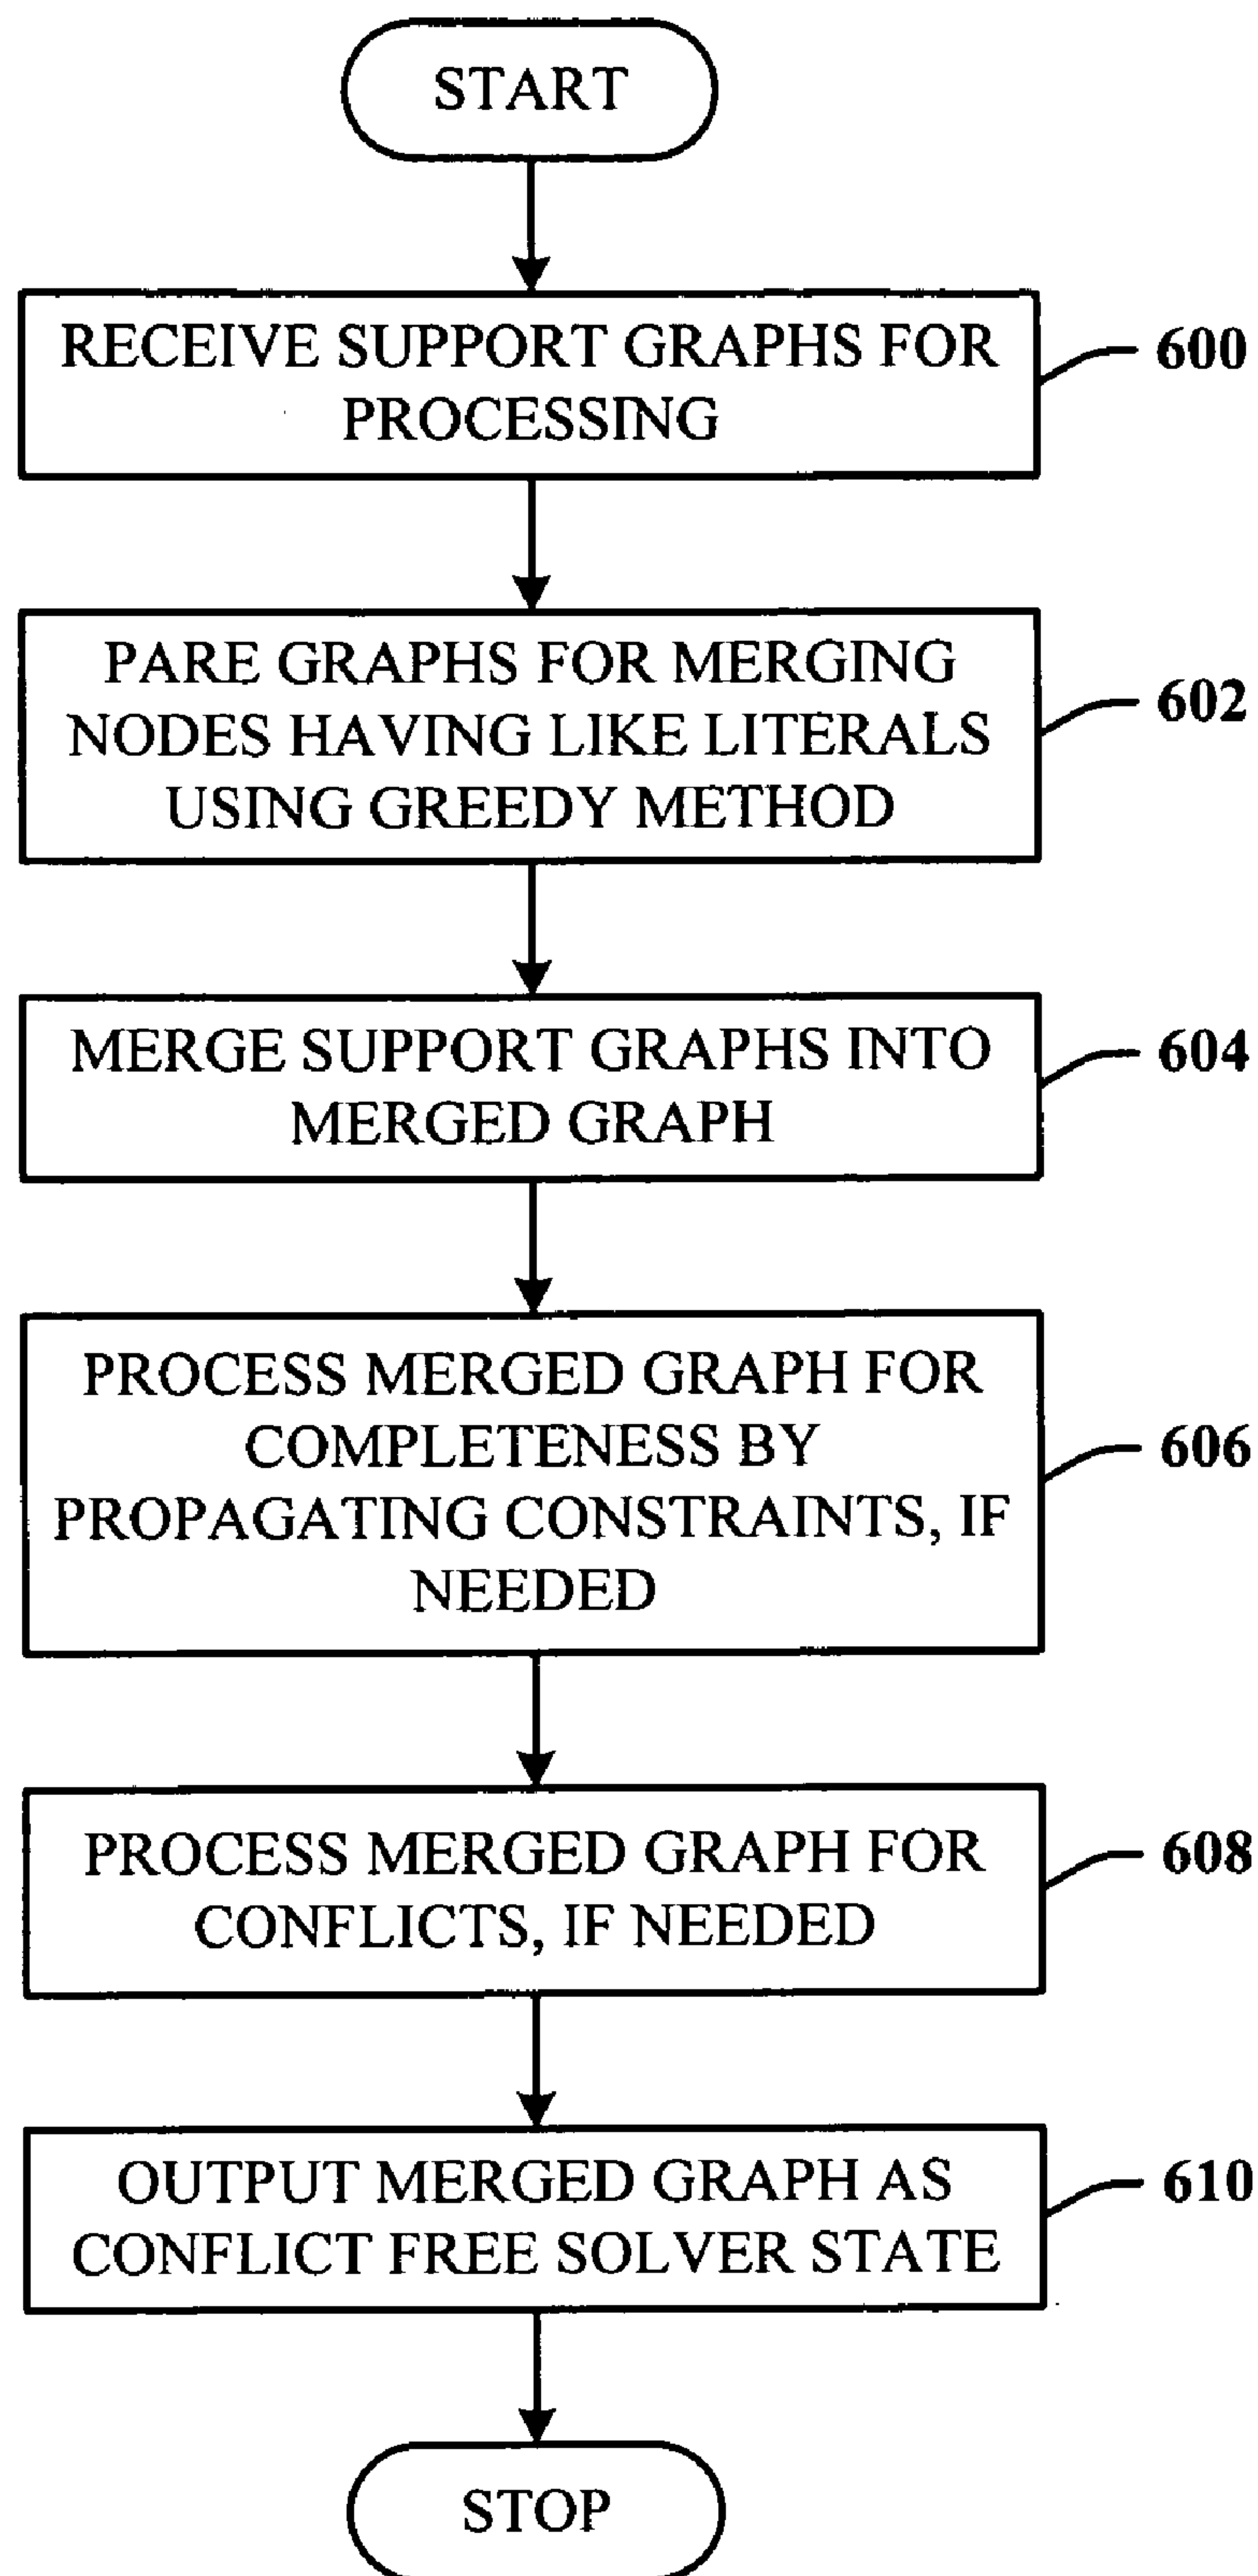 START
RECEIVE SUPPORT GRAPHS FOR
PROCESSING
600
PARE GRAPHS FOR MERGING
NODES HAVING LIKE LITERALS
USING GREEDY METHOD
602
MERGE SUPPORT GRAPHS INTO
MERGED GRAPH
604
PROCESS MERGED GRAPH FOR
COMPLETENESS BY
PROPAGATING CONSTRAINTS, IF
NEEDED
606
PROCESS MERGED GRAPH FOR
CONFLICTS, IF NEEDED
608
OUTPUT MERGED GRAPH AS
CONFLICT FREE SOLVER STATE
610
STOP